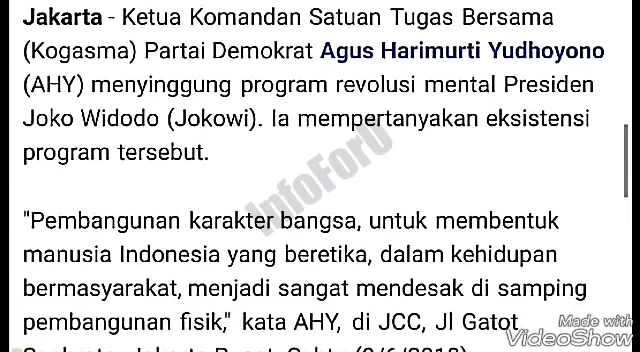 Jakarta - Ketua Komandan Satuan Tugas Bersama
(Kogasma) Partai Demokrat Agus Harimurti Yudhoyono
(AHY) menyinggung program revolusi mental Presiden
Joko Widodo (Jokowi). Ia mempertanyakan eksistensi
program tersebut.
InfoForU
"Pembangunan karakter bangsa, untuk membentuk
manusia Indonesia yang beretika, dalam kehidupan
bermasyarakat, menjadi sangat mendesak di samping
pembangunan fisik," kata AHY, di JCC, Jl Gatot
Made with
VideoShow